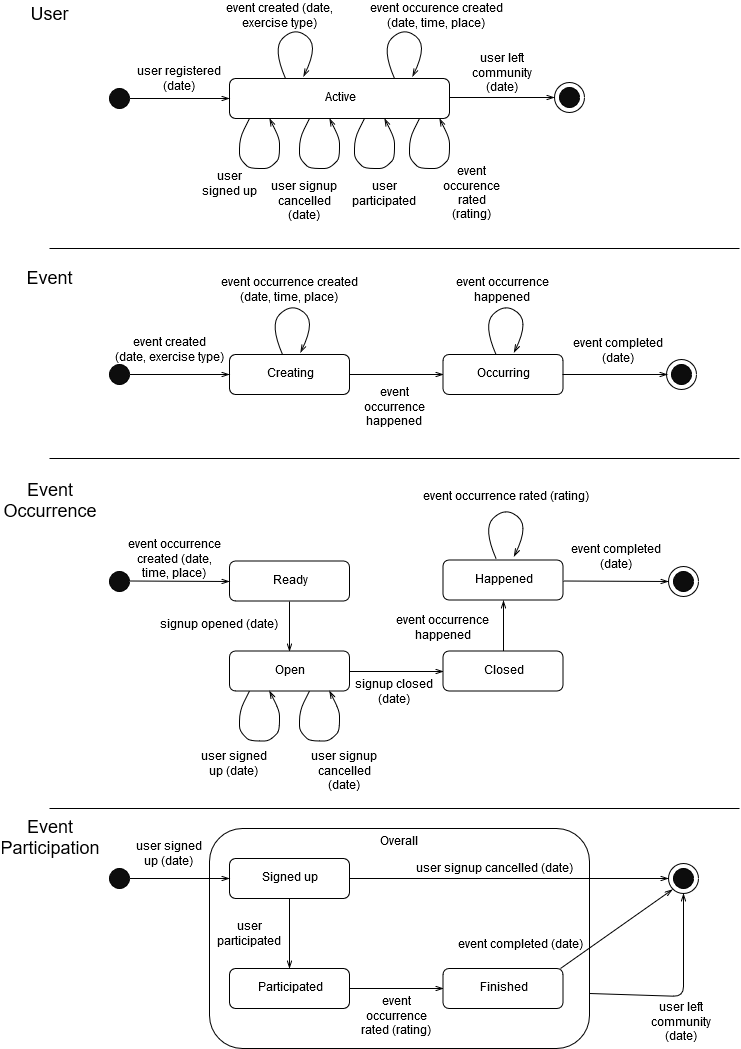 User
event created (date,
exercise type)
event occurence created
(date, time, place)
user registered
(date)
Active
user left
community
(date)
user
signed up
user signup
cancelled
(date)
user
participated
event
occurence
rated
(rating)
Event
event occurrence created
(date, time, place)
event occurrence
happened
event created
(date, exercise type)
Creating
event
occurrence
happened
Occurring
event completed
(date)
Event
Occurrence
event occurrence rated (rating)
event occurrence
created (date,
time, place)
Ready
Happened
event completed
(date)
signup opened (date)
event occurrence
happened
Open
signup closed
(date)
Closed
user signed
up (date)
user signup
cancelled
(date)
Event
Participation
user signed
up (date)
Overall
Signed up
user signup cancelled (date)
user
participated
event completed (date)
Participated
event
occurrence
rated (rating)
Finished
user left
community
(date)